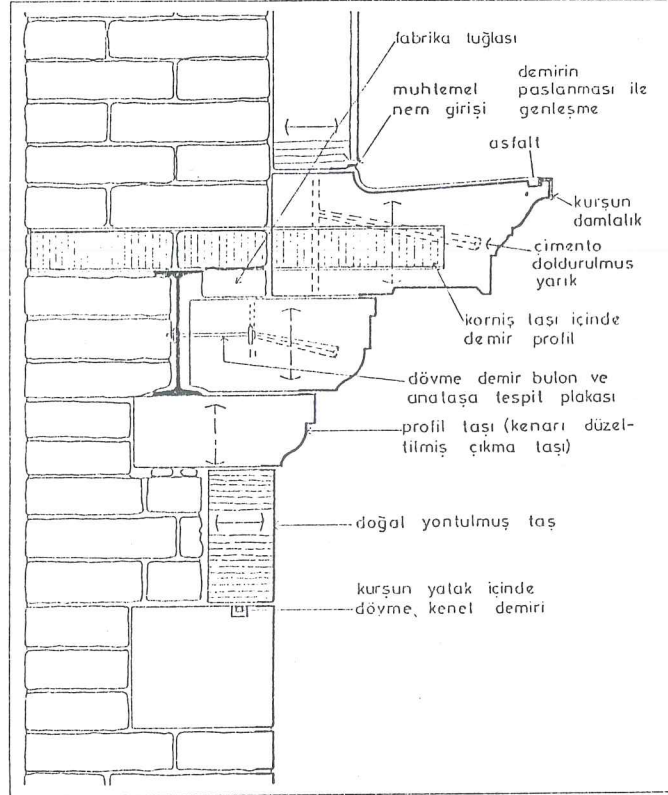 fabrika tuğlası
muhtemel
nem girişi
demirin
paslanması ile
genleşme
asfalt
kurşun
damlalık
çimento
doldurulmuş
yarık
korniş taşı içinde
demir profil
dövme demir bulon ve
anataşa tespit plakası
profil taşı (kenarı düzel-
tilmiş çıkma taşı)
doğal yontulmuş taş
kurşun yatak içinde
dövme, kenet demiri